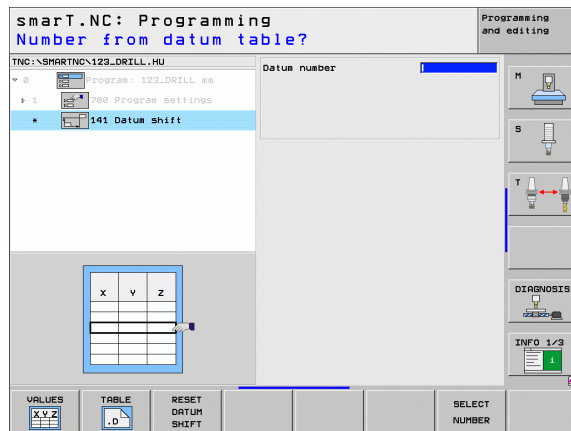 smarT.NC: Programming
Number from datum table?
Programming and editing
TNC:\SMARTNC\123_DRILL.HU
0 Program: 123_DRILL mm
1 700 Program settings
* 141 Datum shift
Datum number
X Y Z
M
S
T
DIAGNOSIS
INFO 1/3
i
VALUES
X Y Z
TABLE
.D
RESET DATUM SHIFT
SELECT NUMBER